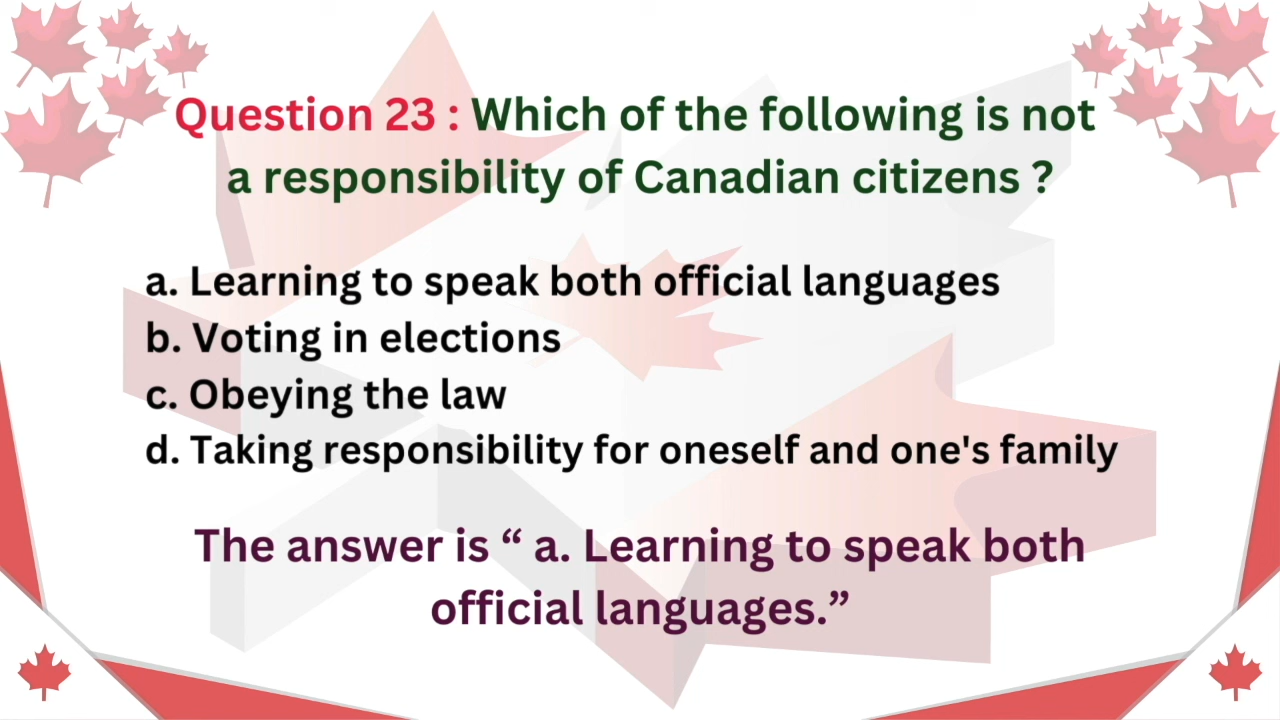 Question 23 : Which of the following is not
a responsibility of Canadian citizens ?
a. Learning to speak both official languages
b. Voting in elections
c. Obeying the law
d. Taking responsibility for oneself and one's family
The answer is “ a. Learning to speak both
official languages.”